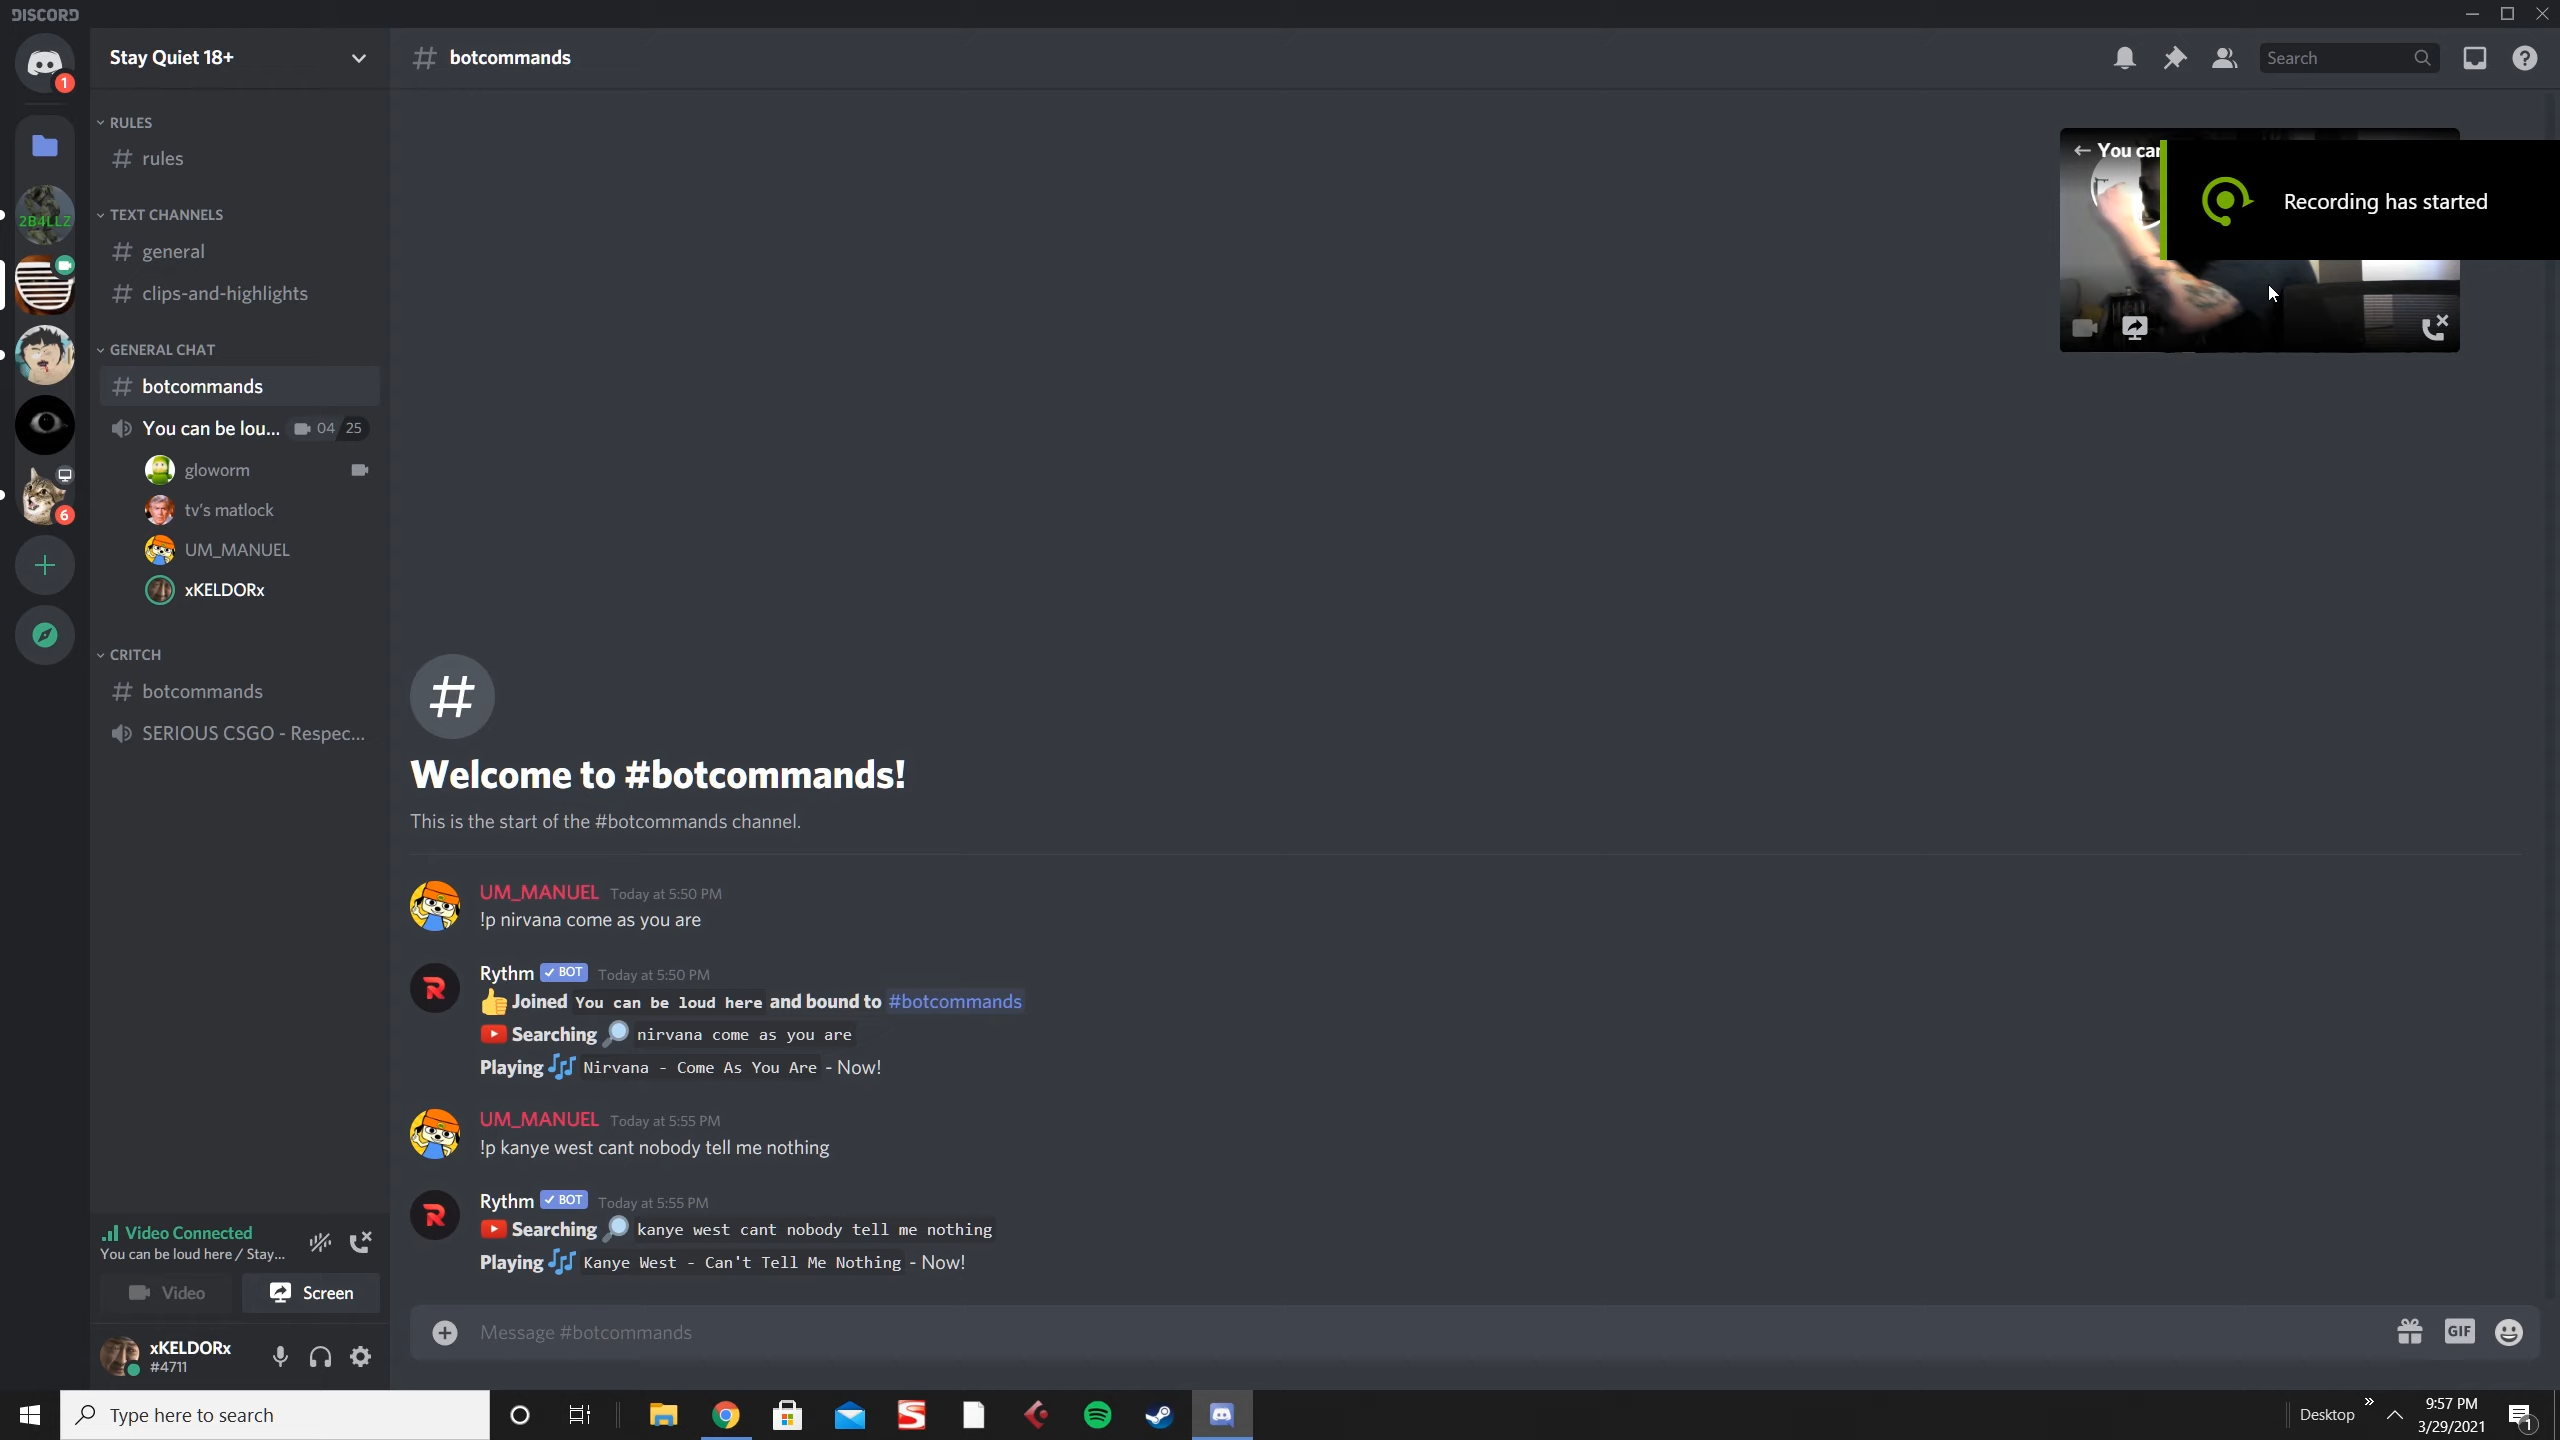 DISCORD
1
2B4LLZ
6
Stay Quiet 18+
RULES
rules
TEXT CHANNELS
general
clips-and-highlights
GENERAL CHAT
botcommands
You can be lou... 04 25
gloworm
tv's matlock
UM_MANUEL
xKELDORx
CRITCH
botcommands
SERIOUS CSGO - Respec...
Video Connected
You can be loud here / Stay...
Video Screen
xKELDORx
#4711
# botcommands
Search
You can
Recording has started
#
Welcome to #botcommands!
This is the start of the #botcommands channel.
UM_MANUEL Today at 5:50 PM
!p nirvana come as you are
Rythm ✓ BOT Today at 5:50 PM
👍 Joined You can be loud here and bound to #botcommands
Searching 🔎 nirvana come as you are
Playing 🎶 Nirvana - Come As You Are - Now!
UM_MANUEL Today at 5:55 PM
!p kanye west cant nobody tell me nothing
Rythm ✓ BOT Today at 5:55 PM
Searching 🔎 kanye west cant nobody tell me nothing
Playing 🎶 Kanye West - Can't Tell Me Nothing - Now!
Message #botcommands
GIF
Type here to search
Desktop
9:57 PM
3/29/2021
1